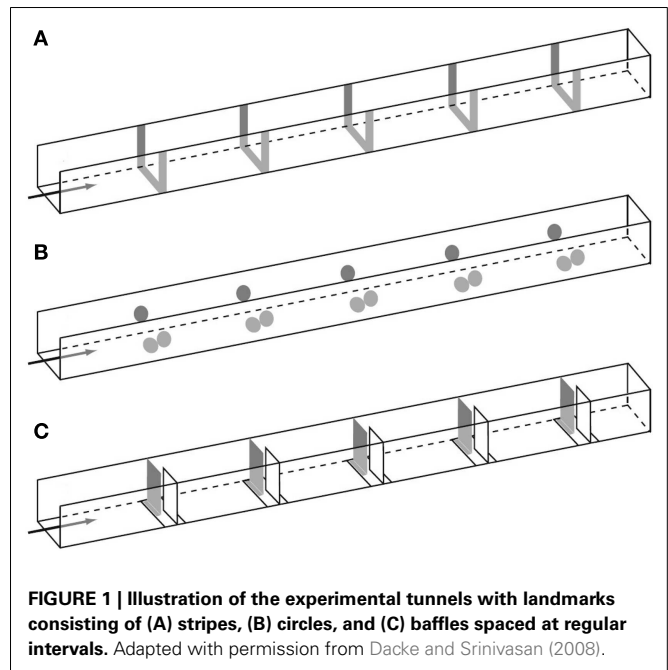 A
B
C
FIGURE 1 | Illustration of the experimental tunnels with landmarks
consisting of (A) stripes, (B) circles, and (C) baffles spaced at regular
intervals. Adapted with permission from Dacke and Srinivasan (2008).